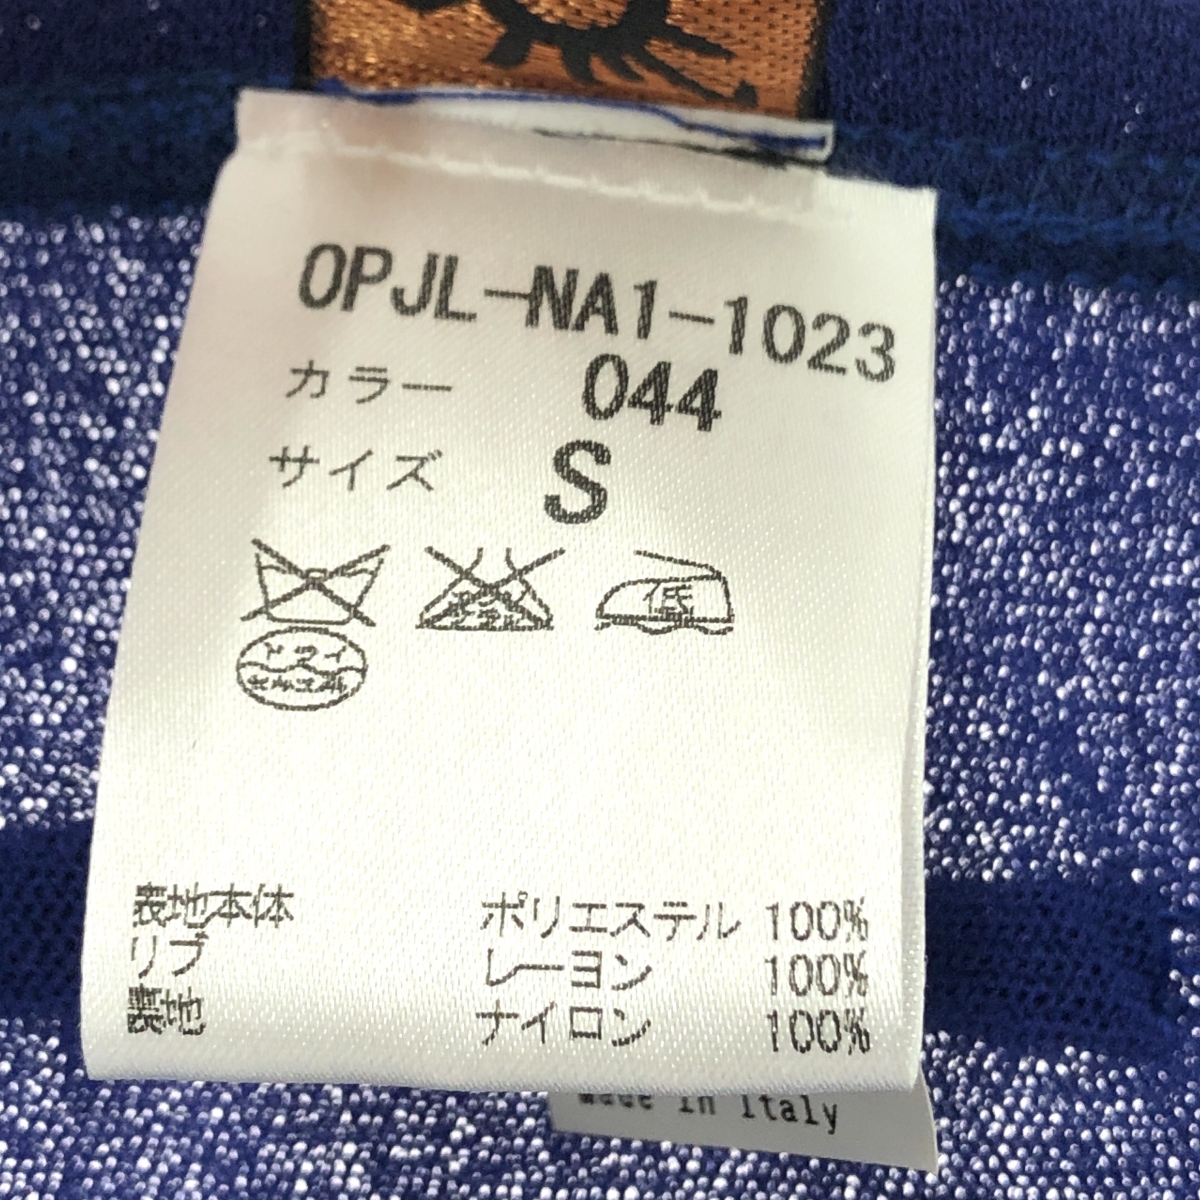 OPJL-NA1-1023
カラー 044
サイズ S
低
ドライ
セキユ系
表地本体 ポリエステル 100%
リブ レーヨン 100%
裏地 ナイロン 100%
Made in Italy